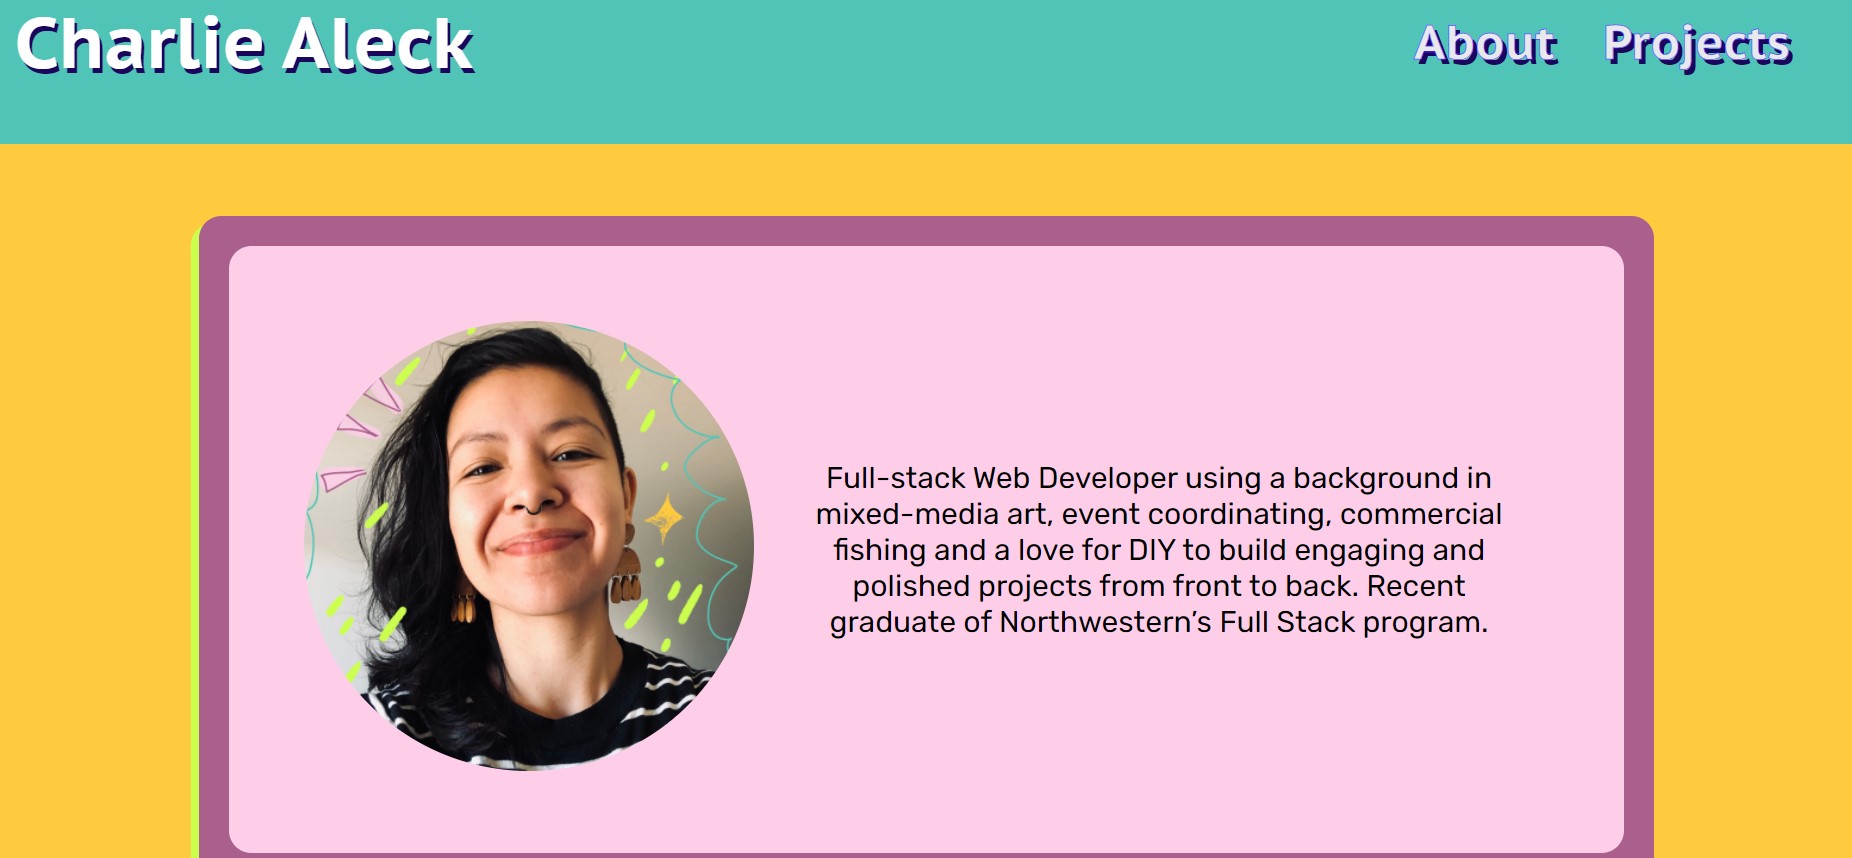 Charlie Aleck
About Projects
Full-stack Web Developer using a background in
mixed-media art, event coordinating, commercial
fishing and a love for DIY to build engaging and
polished projects from front to back. Recent
graduate of Northwestern’s Full Stack program.